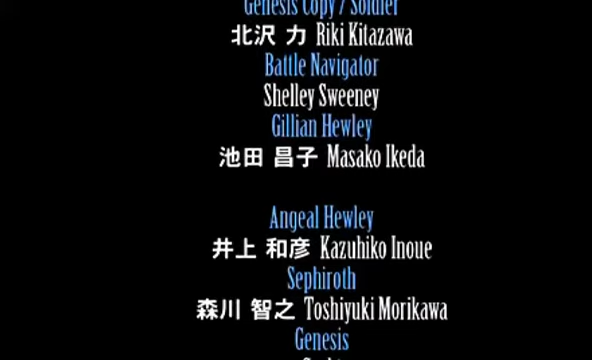 Genesis Copy / Soldier
北沢 力 Riki Kitazawa
Battle Navigator
Shelley Sweeney
Gillian Hewley
池田 昌子 Masako Ikeda
Angeal Hewley
井上 和彦 Kazuhiko Inoue
Sephiroth
森川 智之 Toshiyuki Morikawa
Genesis